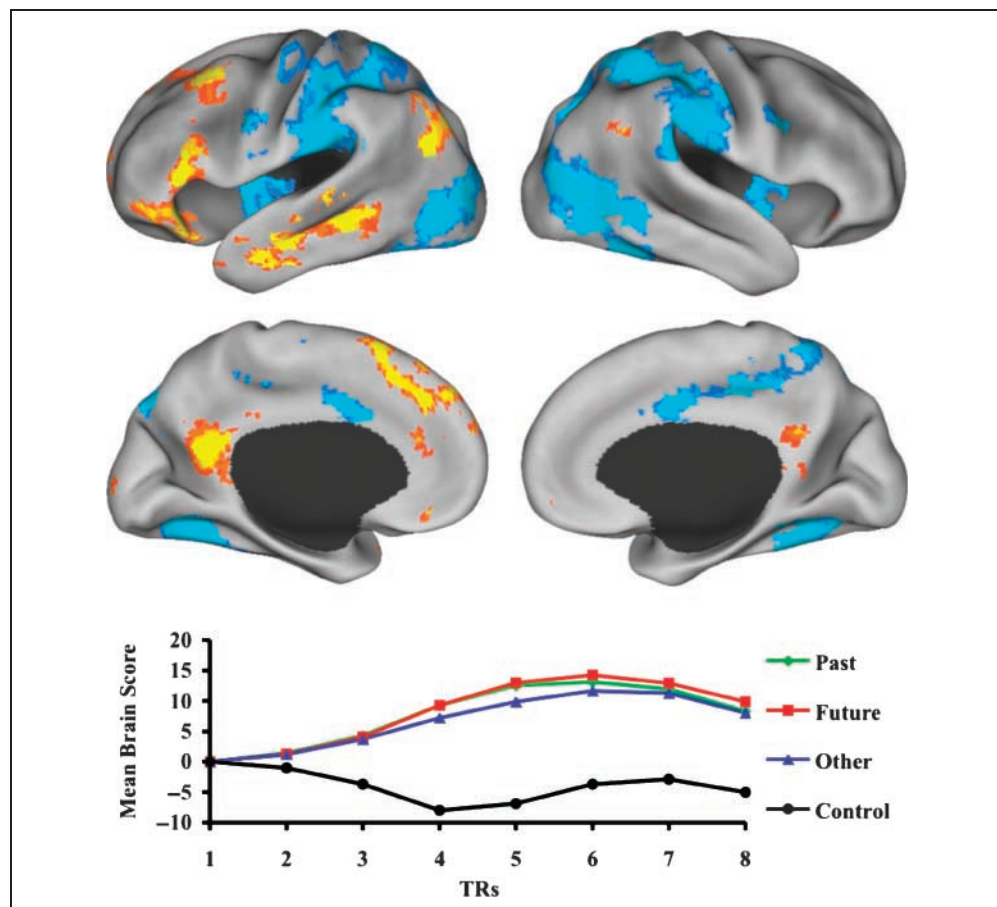 20
15
10
5
0
−5
−10
Mean Brain Score
1 2 3 4 5 6 7 8
TRs
Past
Future
Other
Control